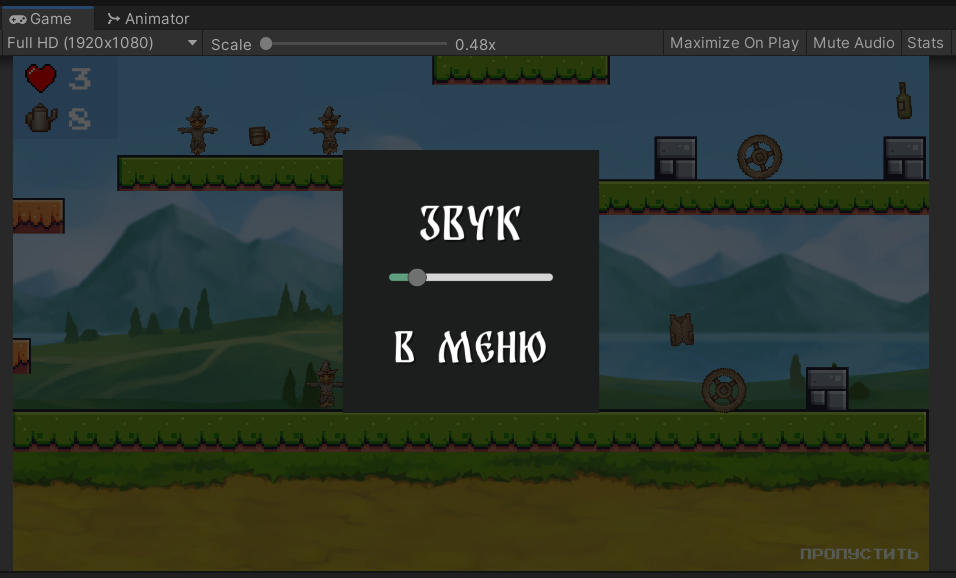 Game Animator
Full HD (1920x1080) Scale 0.48x Maximize On Play Mute Audio Stats
3
8
ЗВУК
В МЕНЮ
ПРОПУСТИТЬ